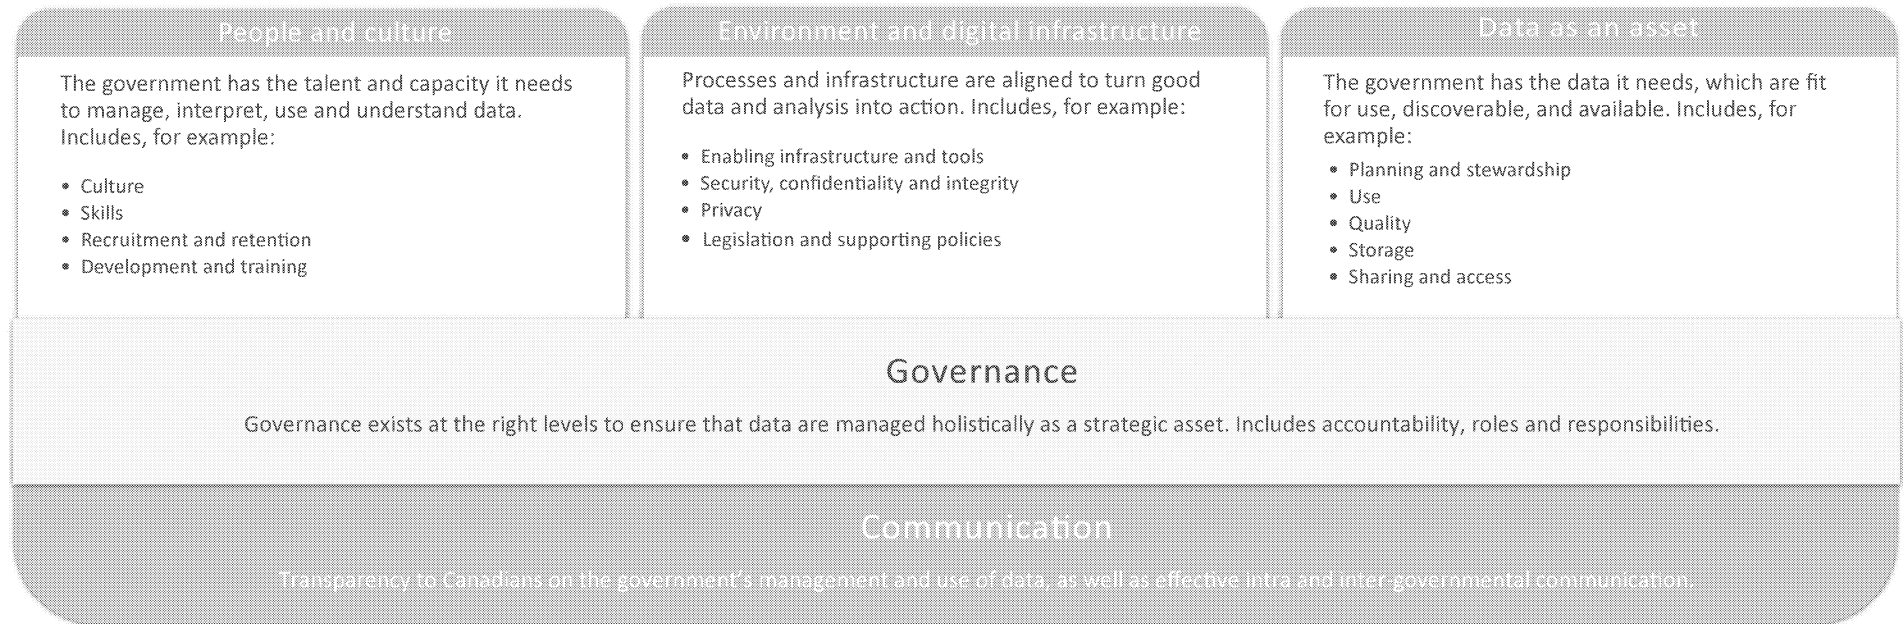 People and culture
The government has the talent and capacity it needs
to manage, interpret, use and understand data.
Includes, for example:
• Culture
• Skills
• Recruitment and retention
• Development and training
Environment and digital infrastructure
Processes and infrastructure are aligned to turn good
data and analysis into action. Includes, for example:
• Enabling infrastructure and tools
• Security, confidentiality and integrity
• Privacy
• Legislation and supporting policies
Data as an asset
The government has the data it needs, which are fit
for use, discoverable, and available. Includes, for
example:
• Planning and stewardship
• Use
• Quality
• Storage
• Sharing and access
Governance
Governance exists at the right levels to ensure that data are managed holistically as a strategic asset. Includes accountability, roles and responsibilities.
Communication
Transparency to Canadians on the government's management and use of data, as well as effective intra and inter-governmental communication.